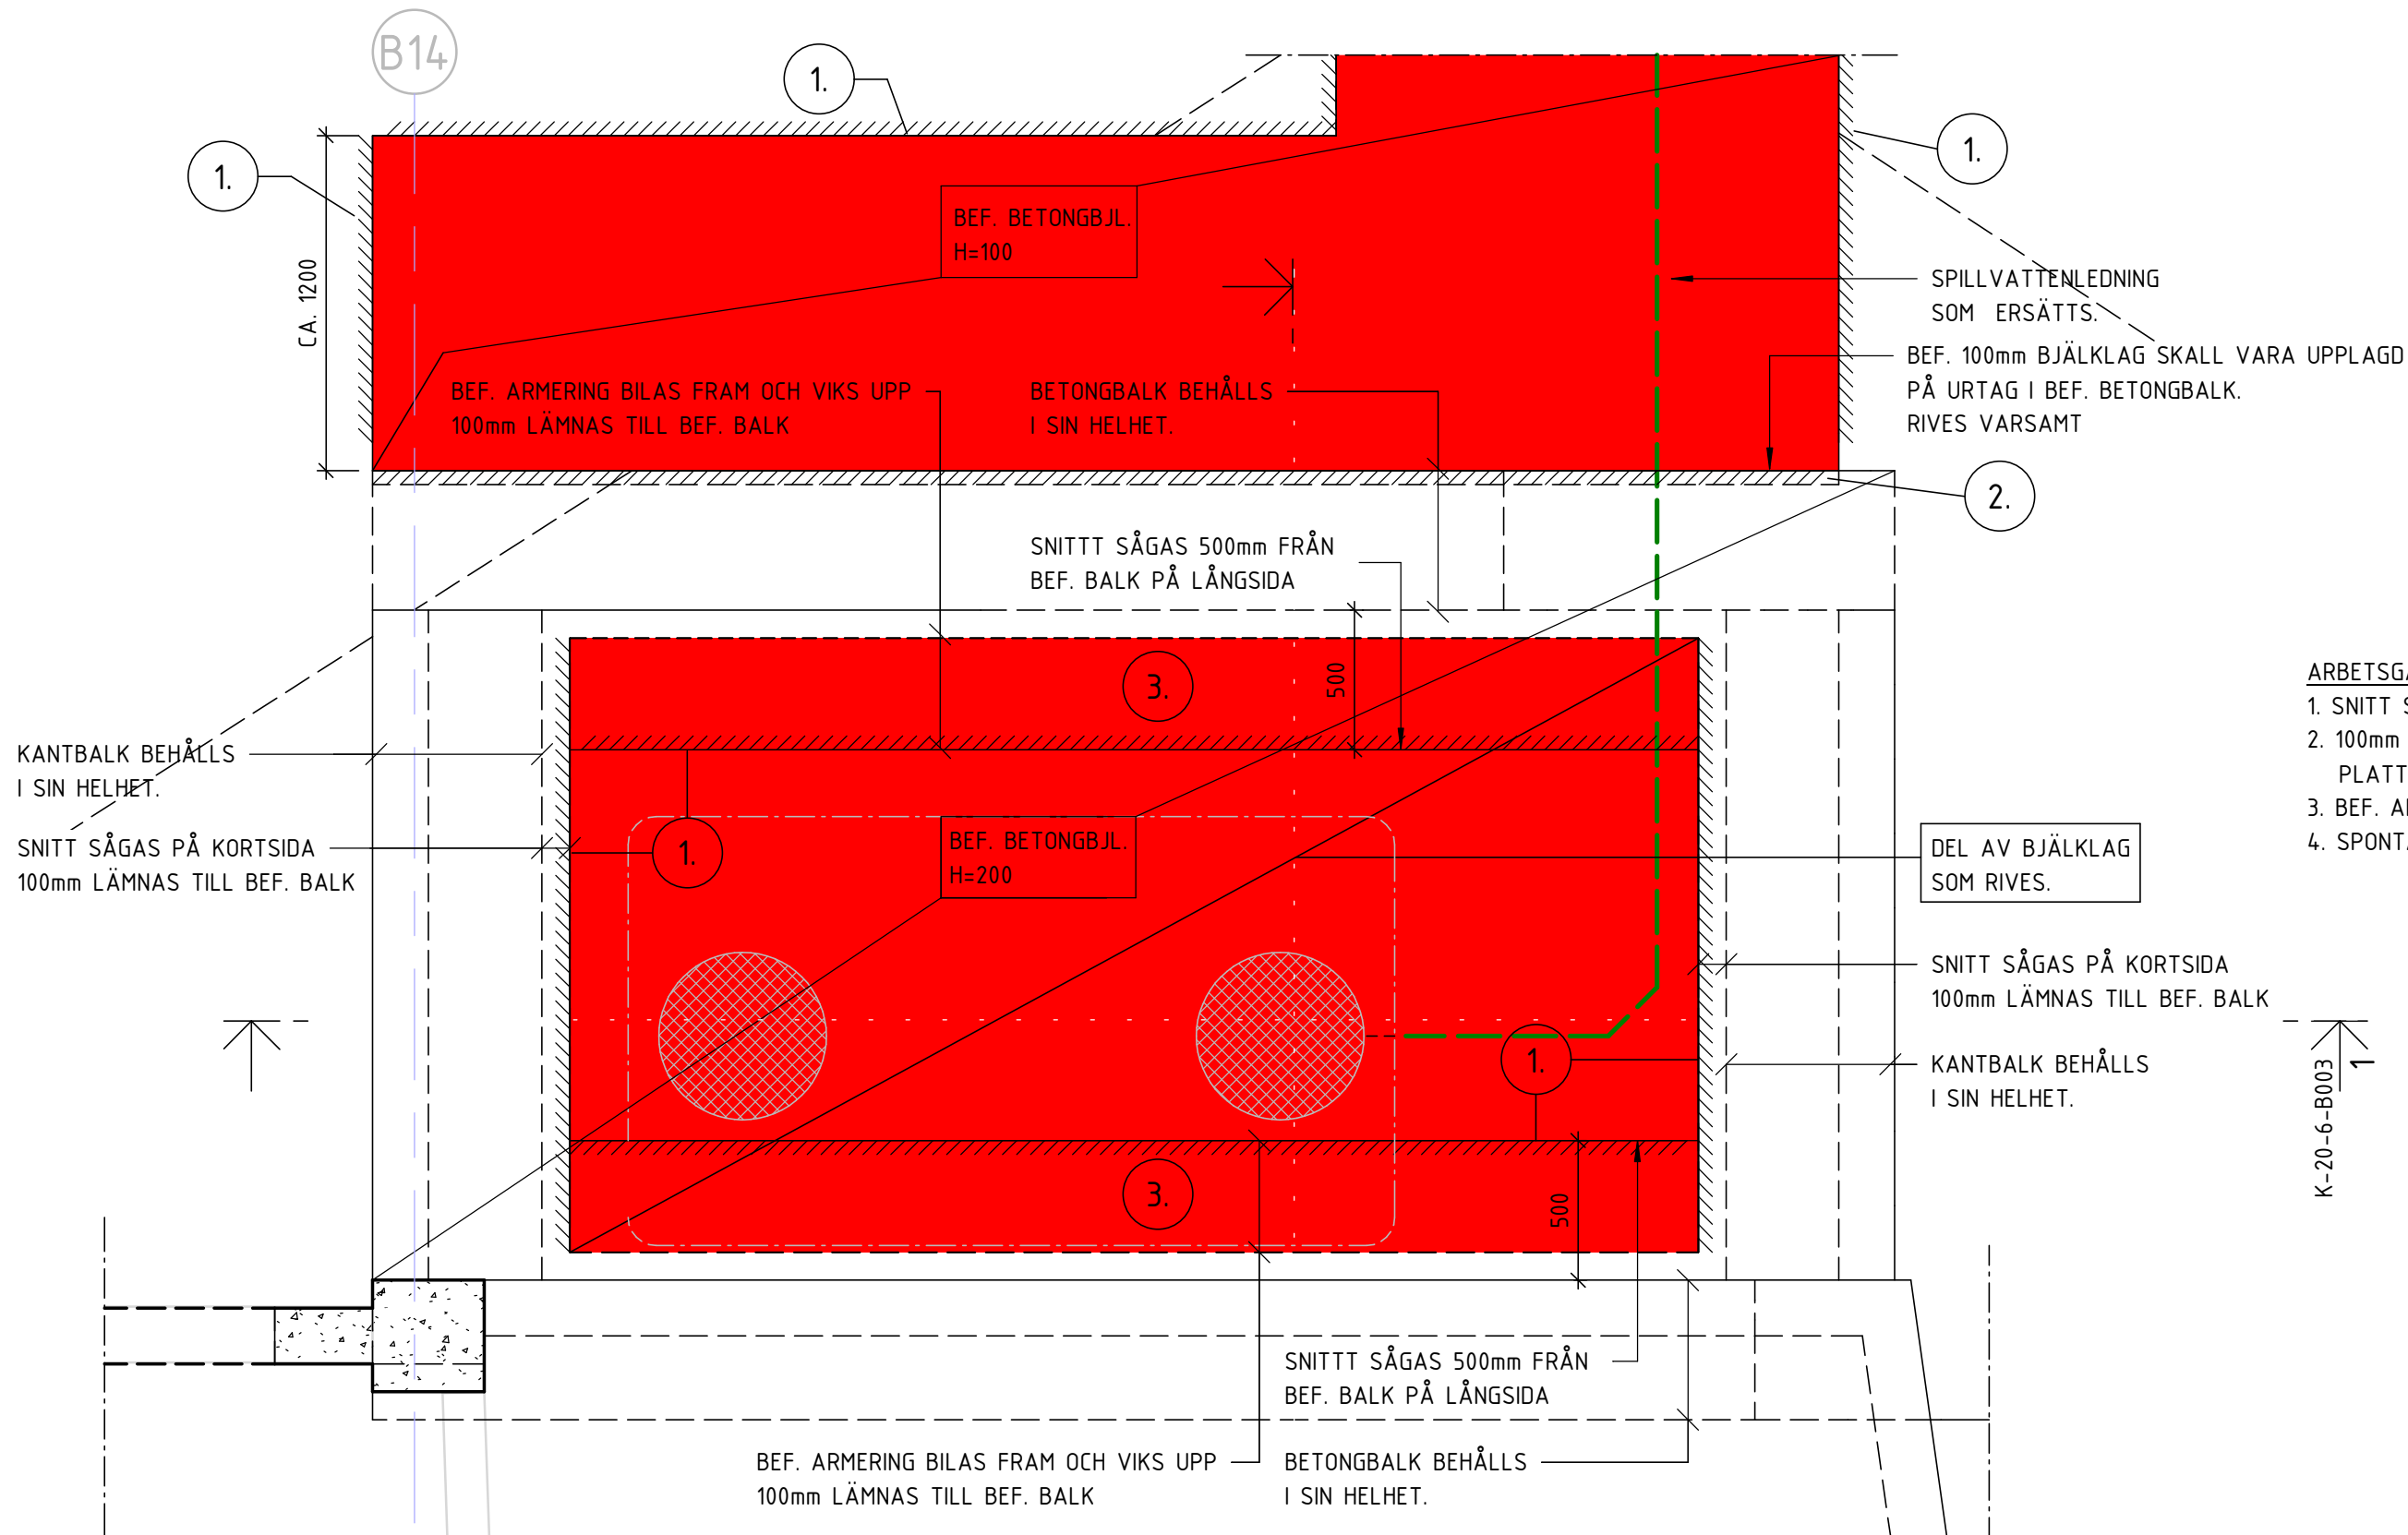 B14
1.
1.
1.
BEF. BETONGBJL.
H=100
CA. 1200
SPILLVATTENLEDNING
SOM ERSÄTTS.
BEF. 100mm BJÄLKLAG SKALL VARA UPPLAGD
PÅ URTAG I BEF. BETONGBALK.
RIVES VARSAMT
BEF. ARMERING BILAS FRAM OCH VIKS UPP
100mm LÄMNAS TILL BEF. BALK
BETONGBALK BEHÅLLS
I SIN HELHET.
2.
SNITTT SÅGAS 500mm FRÅN
BEF. BALK PÅ LÅNGSIDA
3.
500
KANTBALK BEHÅLLS
I SIN HELHET.
SNITT SÅGAS PÅ KORTSIDA
100mm LÄMNAS TILL BEF. BALK
1.
BEF. BETONGBJL.
H=200
DEL AV BJÄLKLAG
SOM RIVES.
ARBETSGÅ
1. SNITT S
2. 100mm
PLATT
3. BEF. A
4. SPONT
SNITT SÅGAS PÅ KORTSIDA
100mm LÄMNAS TILL BEF. BALK
1.
KANTBALK BEHÅLLS
I SIN HELHET.
K-20-6-B003
1
3.
500
SNITTT SÅGAS 500mm FRÅN
BEF. BALK PÅ LÅNGSIDA
BEF. ARMERING BILAS FRAM OCH VIKS UPP
100mm LÄMNAS TILL BEF. BALK
BETONGBALK BEHÅLLS
I SIN HELHET.